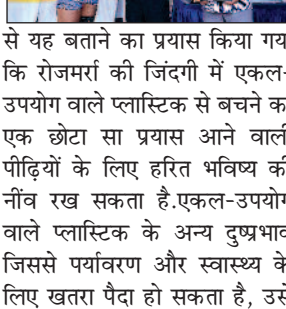 से यह बताने का प्रयास किया गय
कि रोजमर्रा की जिंदगी में एकल-
उपयोग वाले प्लास्टिक से बचने क
एक छोटा सा प्रयास आने वाली
पीढ़ियों के लिए हरित भविष्य की
नींव रख सकता है.एकल-उपयोग
वाले प्लास्टिक के अन्य दुष्प्रभाव
जिससे पर्यावरण और स्वास्थ्य के
लिए खतरा पैदा हो सकता है, उसे